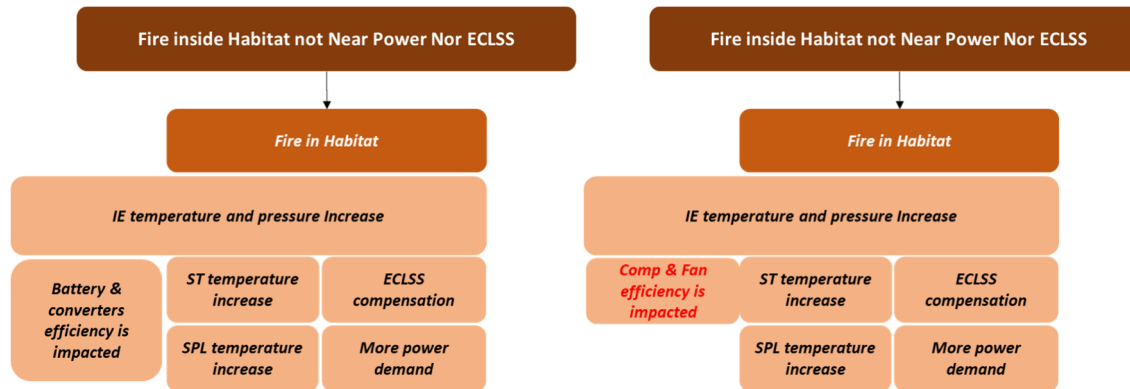 Fire inside Habitat not Near Power Nor ECLSS
Fire in Habitat
IE temperature and pressure Increase
Battery &
converters
efficiency is
impacted
ST temperature
increase
ECLSS
compensation
SPL temperature
increase
More power
demand
Fire inside Habitat not Near Power Nor ECLSS
Fire in Habitat
IE temperature and pressure Increase
Comp & Fan
efficiency is
impacted
ST temperature
increase
ECLSS
compensation
SPL temperature
increase
More power
demand